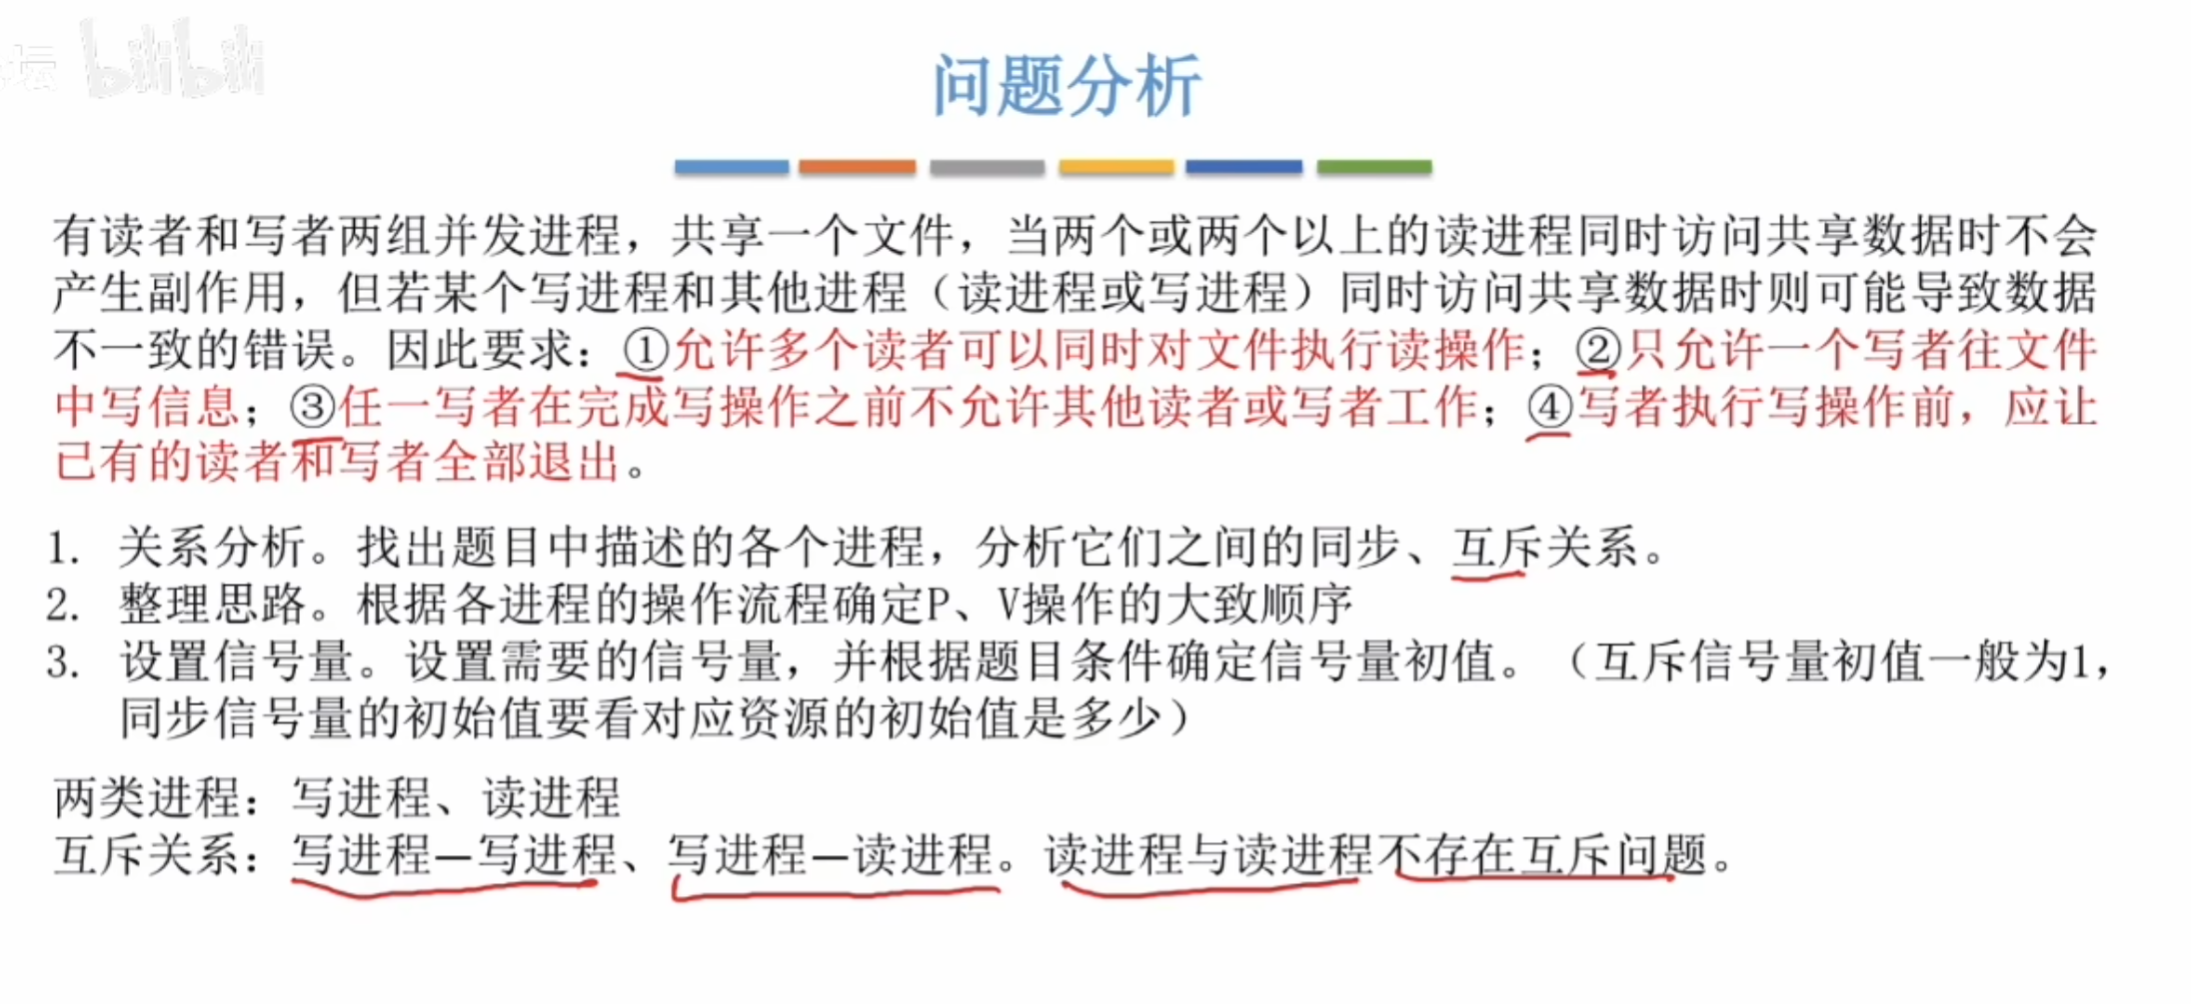 坛 bilibili
问题分析
有读者和写者两组并发进程，共享一个文件，当两个或两个以上的读进程同时访问共享数据时不会
产生副作用，但若某个写进程和其他进程（读进程或写进程）同时访问共享数据时则可能导致数据
不一致的错误。因此要求：①允许多个读者可以同时对文件执行读操作；②只允许一个写者往文件
中写信息；③任一写者在完成写操作之前不允许其他读者或写者工作；④写者执行写操作前，应让
已有的读者和写者全部退出。
1. 关系分析。找出题目中描述的各个进程，分析它们之间的同步、互斥关系。
2. 整理思路。根据各进程的操作流程确定P、V操作的大致顺序
3. 设置信号量。设置需要的信号量，并根据题目条件确定信号量初值。（互斥信号量初值一般为1，
同步信号量的初始值要看对应资源的初始值是多少）
两类进程：写进程、读进程
互斥关系：写进程—写进程、写进程—读进程。读进程与读进程不存在互斥问题。